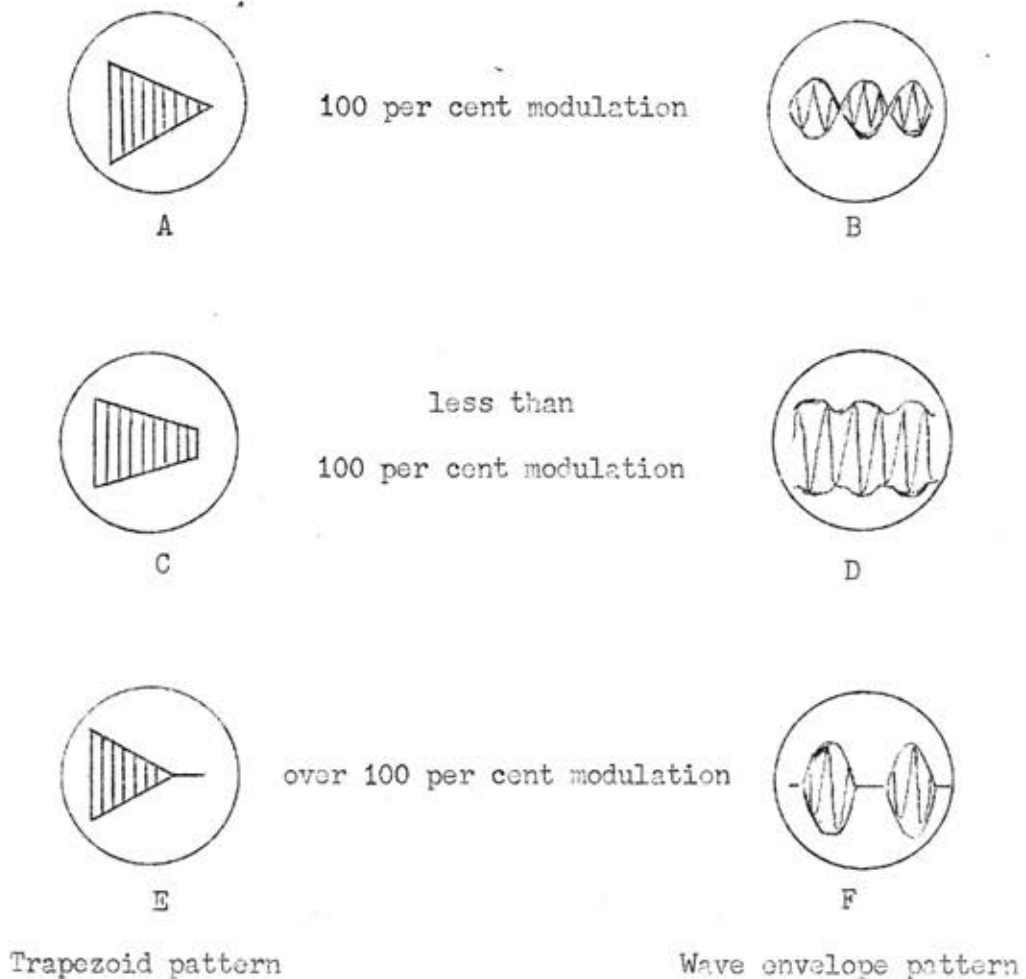 100 per cent modulation
A
B
less than
100 per cent modulation
C
D
over 100 per cent modulation
E
F
Trapezoid pattern
Wave envelope pattern